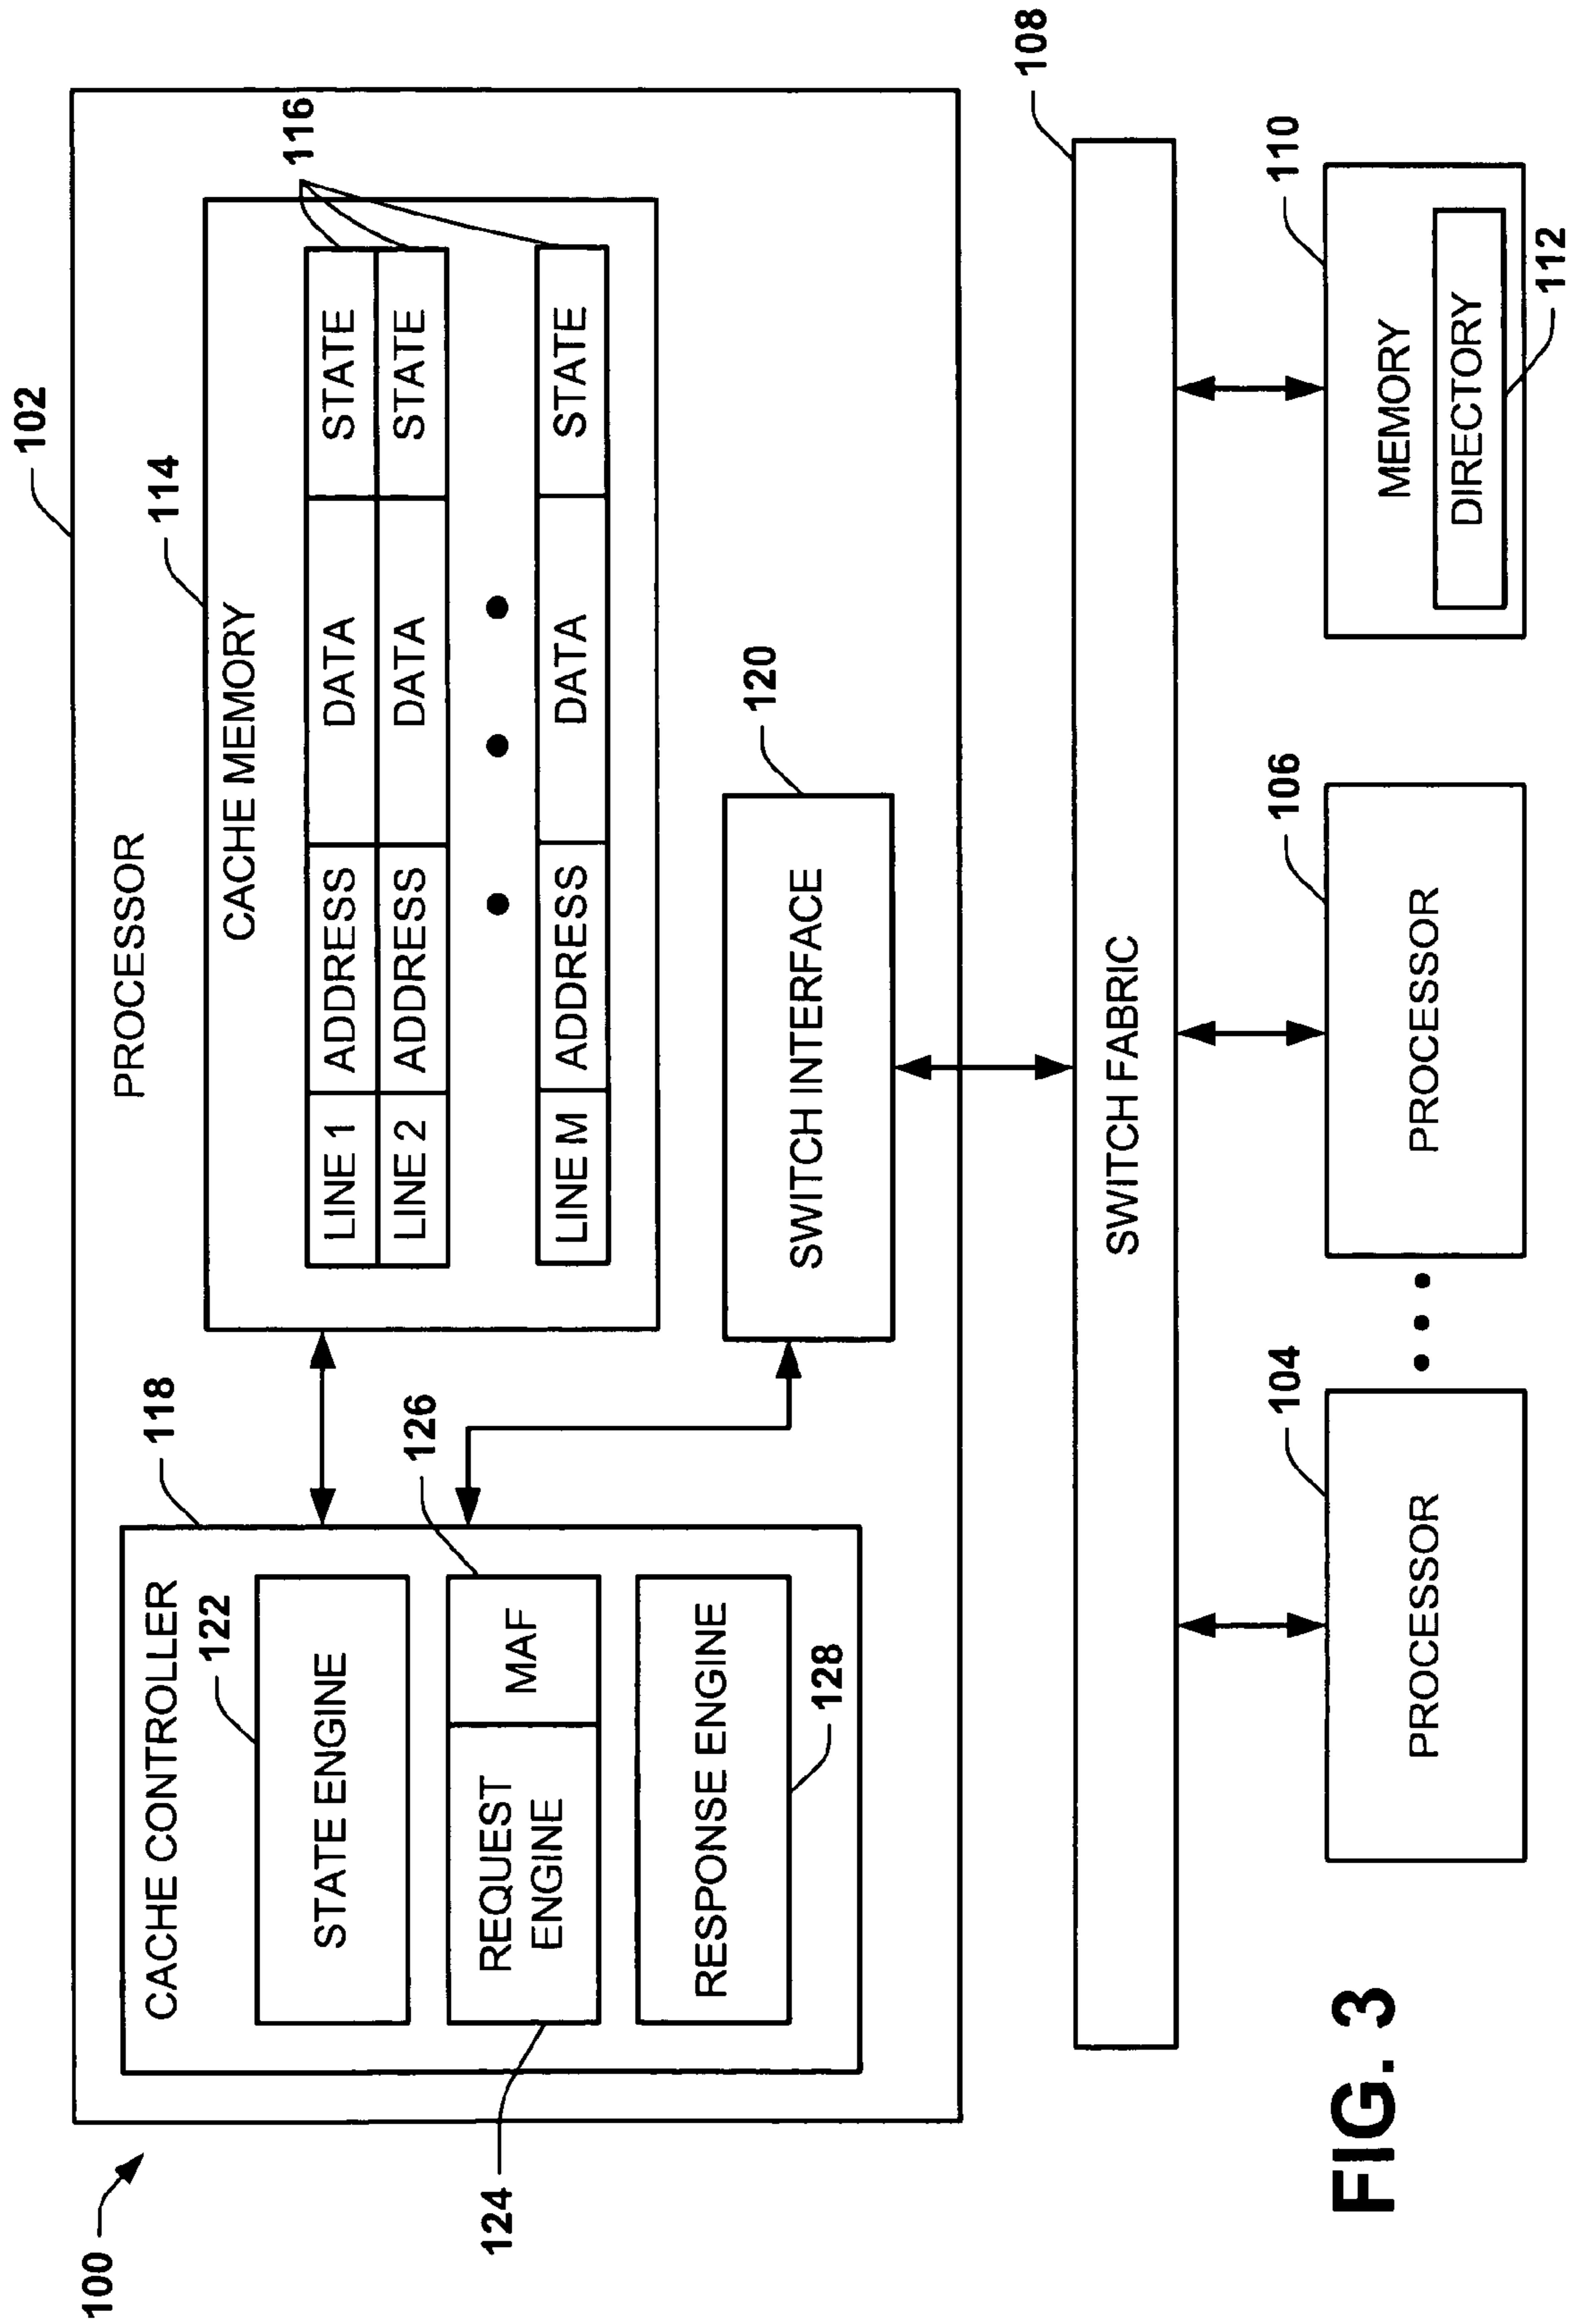 100
102
PROCESSOR
118
CACHE CONTROLLER
122
STATE ENGINE
124
REQUEST
ENGINE
MAF
126
RESPONSE ENGINE
128
114
CACHE MEMORY
116
LINE 1 ADDRESS DATA STATE
LINE 2 ADDRESS DATA STATE
LINE M ADDRESS DATA STATE
120
SWITCH INTERFACE
108
SWITCH FABRIC
104
PROCESSOR
106
PROCESSOR
110
MEMORY
DIRECTORY
112
FIG. 3